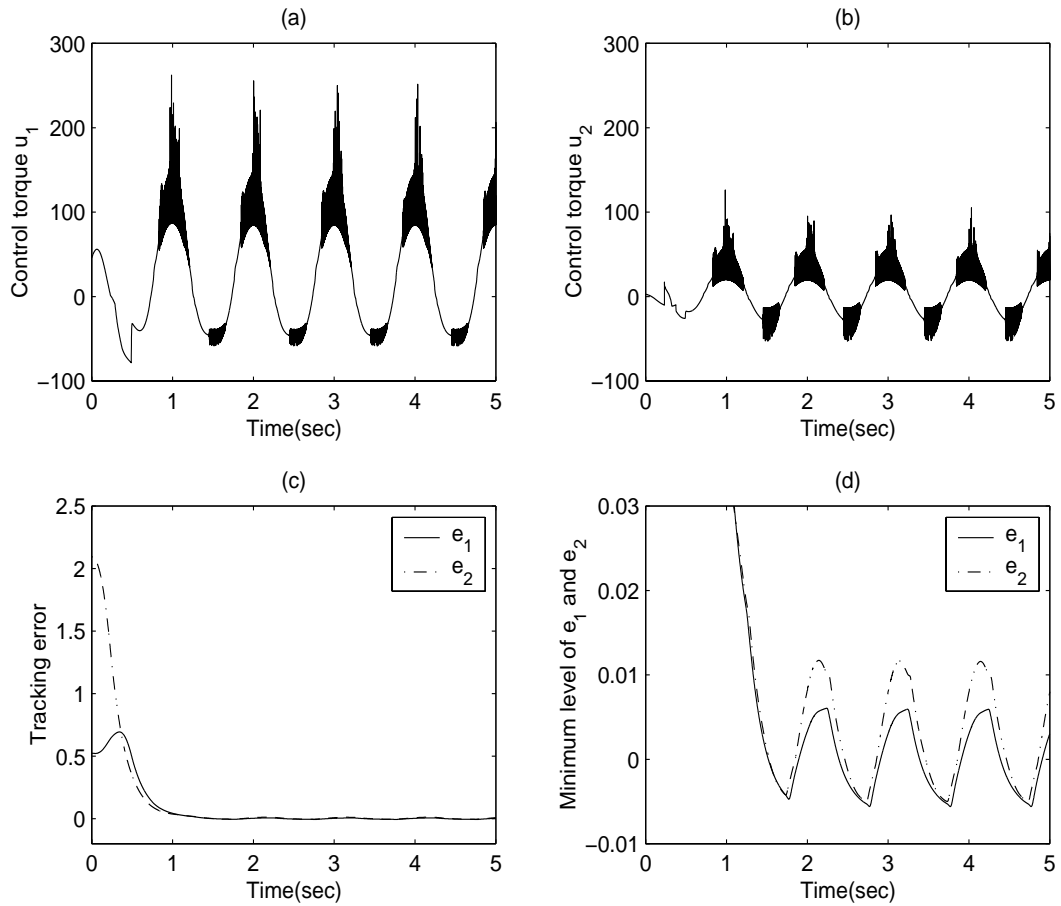 (a)
300
200
100
0
−100
0 1 2 3 4 5
Control torque u1
Time(sec)
(b)
300
200
100
0
−100
0 1 2 3 4 5
Control torque u2
Time(sec)
(c)
2.5
2
1.5
1
0.5
0
0 1 2 3 4 5
Tracking error
Time(sec)
e1
e2
(d)
0.03
0.02
0.01
0
−0.01
0 1 2 3 4 5
Minimum level of e1 and e2
Time(sec)
e1
e2